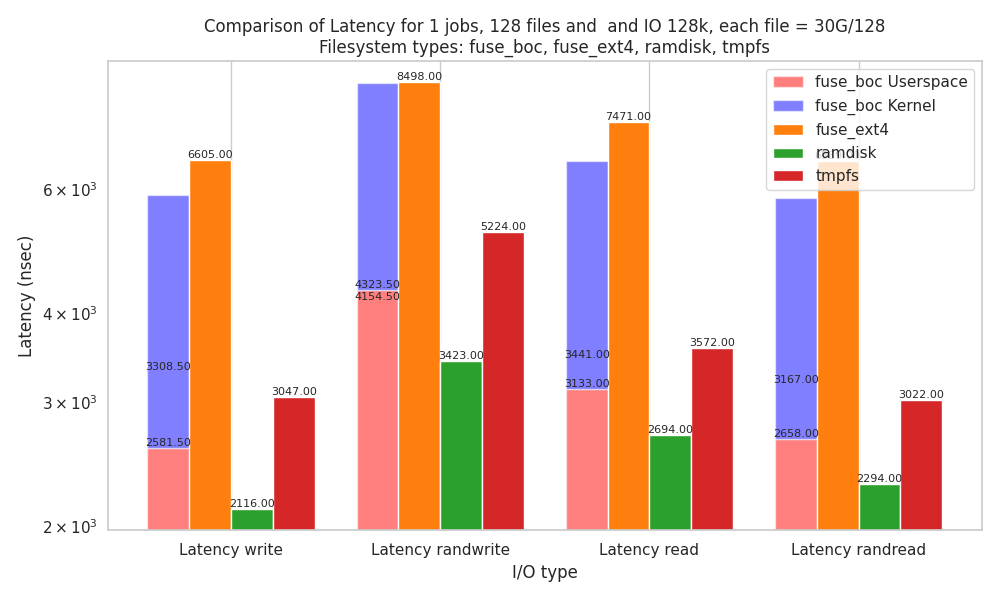 Comparison of Latency for 1 jobs, 128 files and  and IO 128k, each file = 30G/128
Filesystem types: fuse_boc, fuse_ext4, ramdisk, tmpfs
fuse_boc Userspace
fuse_boc Kernel
fuse_ext4
ramdisk
tmpfs
Latency (nsec)
6 × 10³
4 × 10³
3 × 10³
2 × 10³
3308.50
2581.50
6605.00
2116.00
3047.00
4323.50
4154.50
8498.00
3423.00
5224.00
3441.00
3133.00
7471.00
2694.00
3572.00
3167.00
2658.00
2294.00
3022.00
Latency write
Latency randwrite
Latency read
Latency randread
I/O type